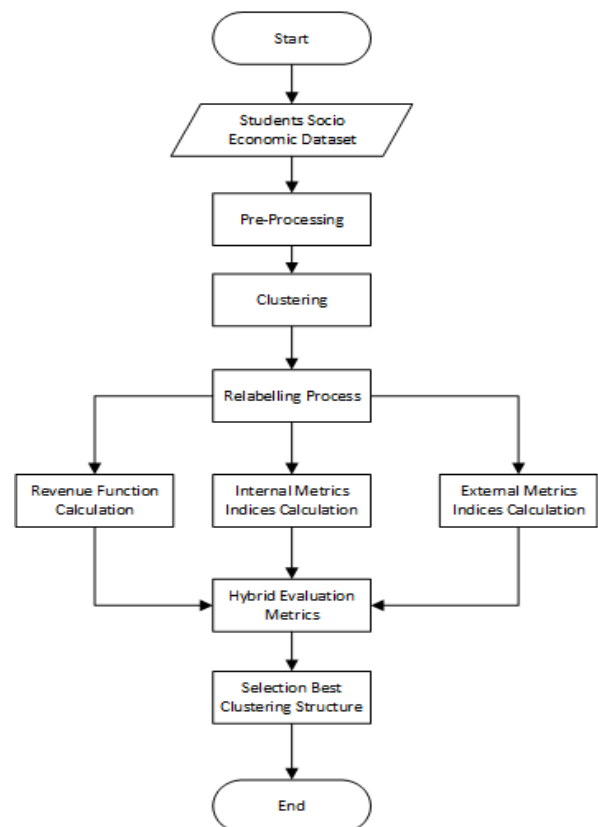 Start
Students Socio
Economic Dataset
Pre-Processing
Clustering
Relabelling Process
Revenue Function
Calculation
Internal Metrics
Indices Calculation
External Metrics
Indices Calculation
Hybrid Evaluation
Metrics
Selection Best
Clustering Structure
End